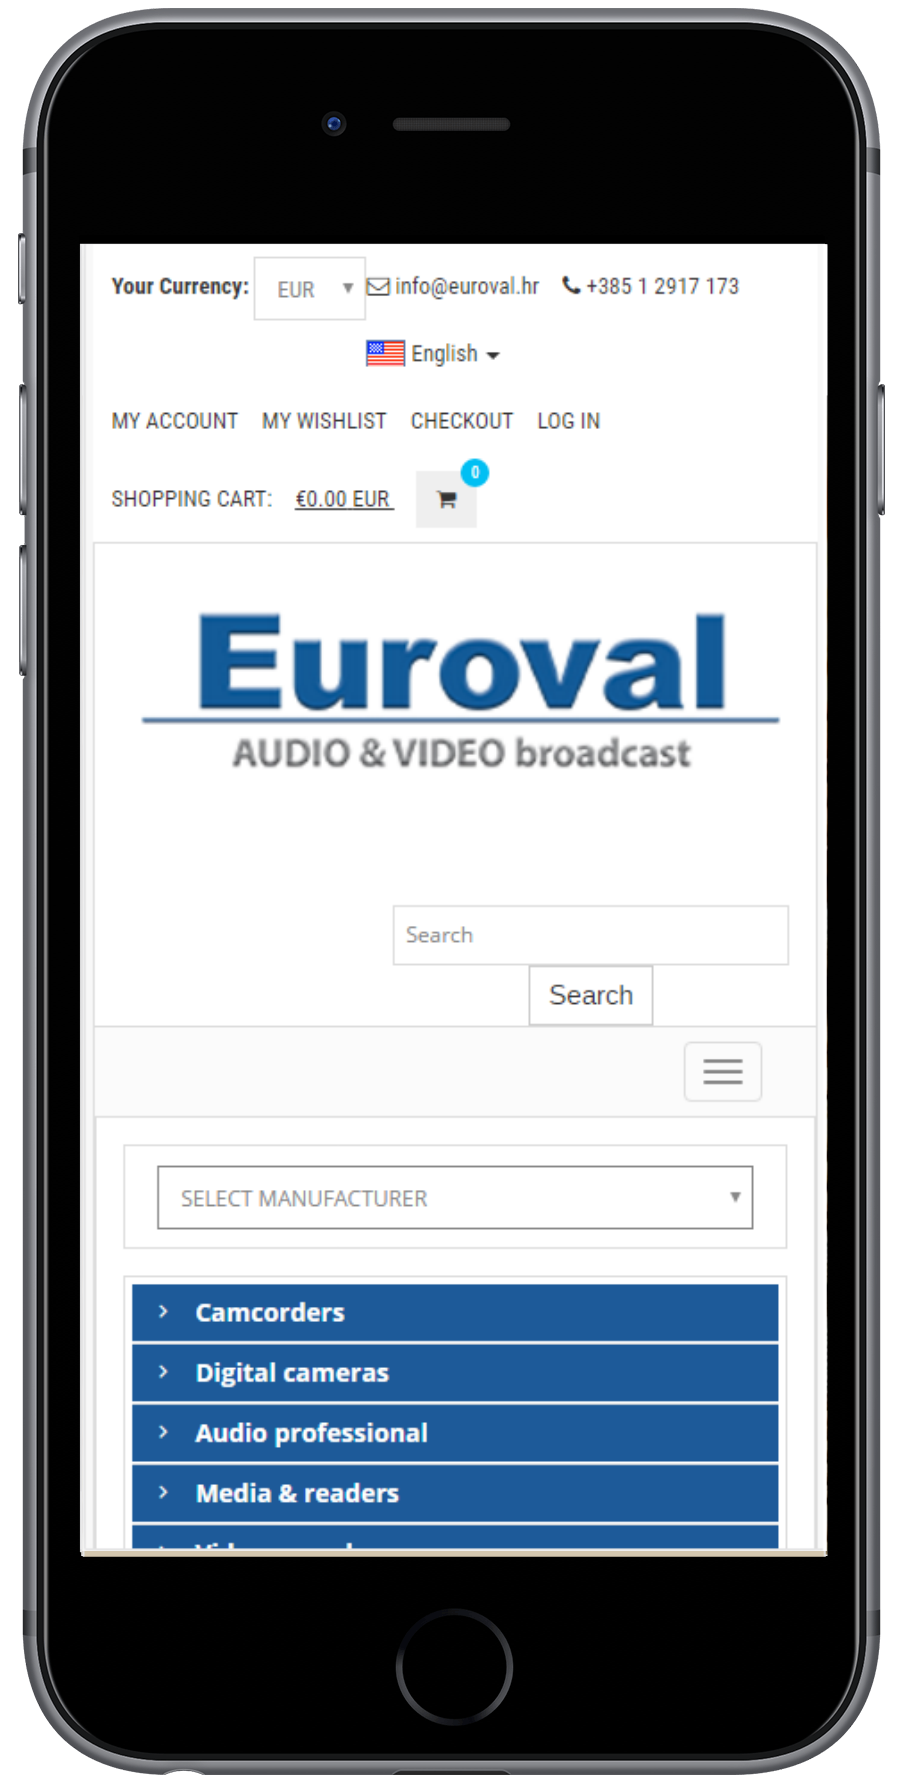 Your Currency: EUR info@euroval.hr +385 1 2917 173
English
MY ACCOUNT MY WISHLIST CHECKOUT LOG IN
0
SHOPPING CART: €0.00 EUR
Euroval
AUDIO & VIDEO broadcast
Search
Search
SELECT MANUFACTURER
Camcorders
Digital cameras
Audio professional
Media & readers